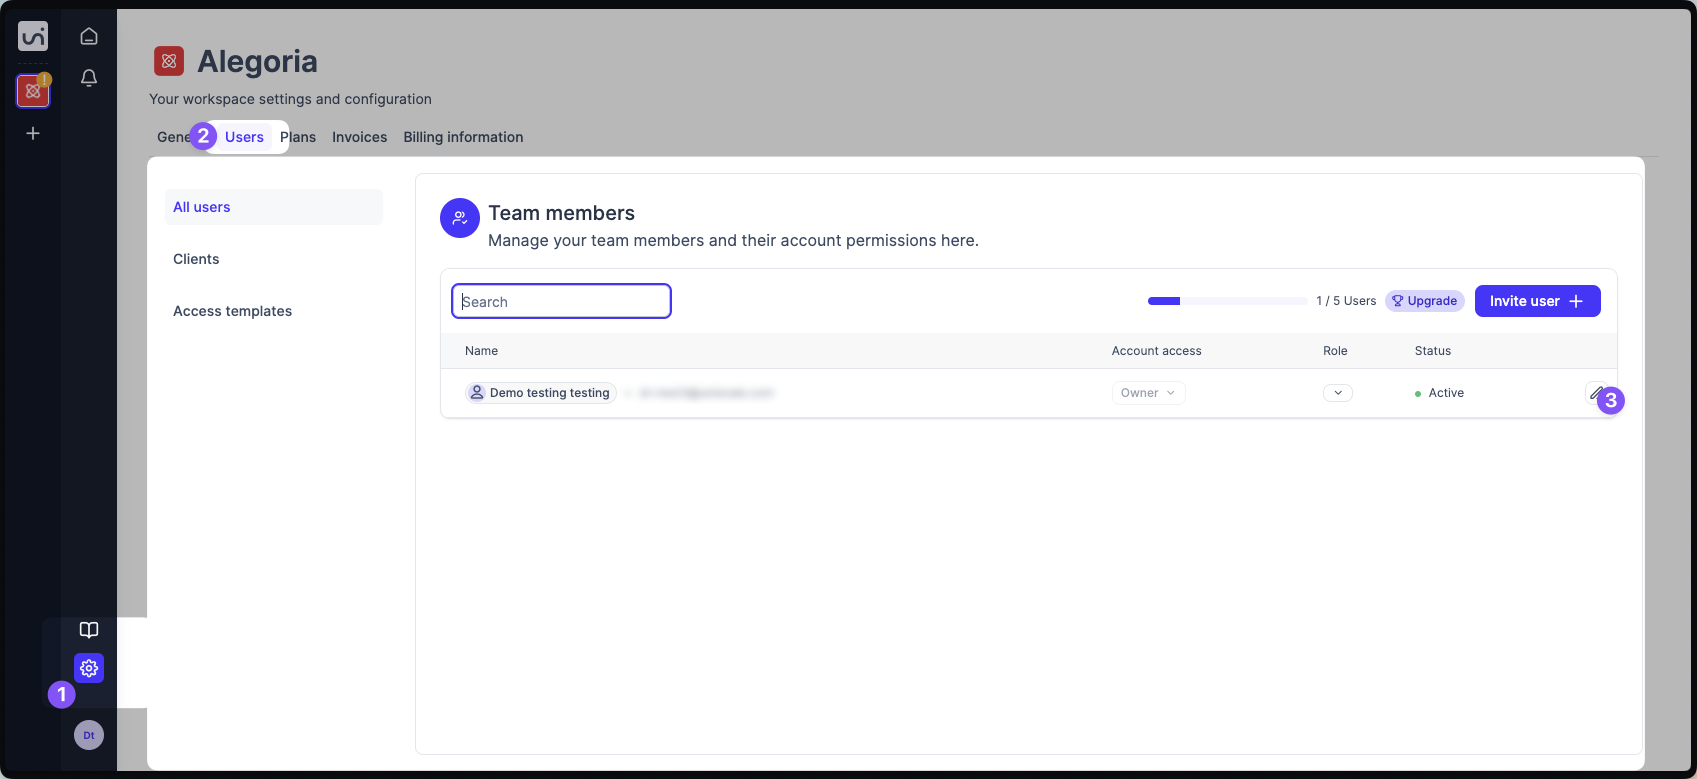 uni
!
Alegoria
Your workspace settings and configuration
Gene 2 Users Plans Invoices Billing information
All users
Clients
Access templates
Team members
Manage your team members and their account permissions here.
Search
1 / 5 Users Upgrade Invite user +
Name Account access Role Status
Demo testing testing Owner Active
3
1
Dt